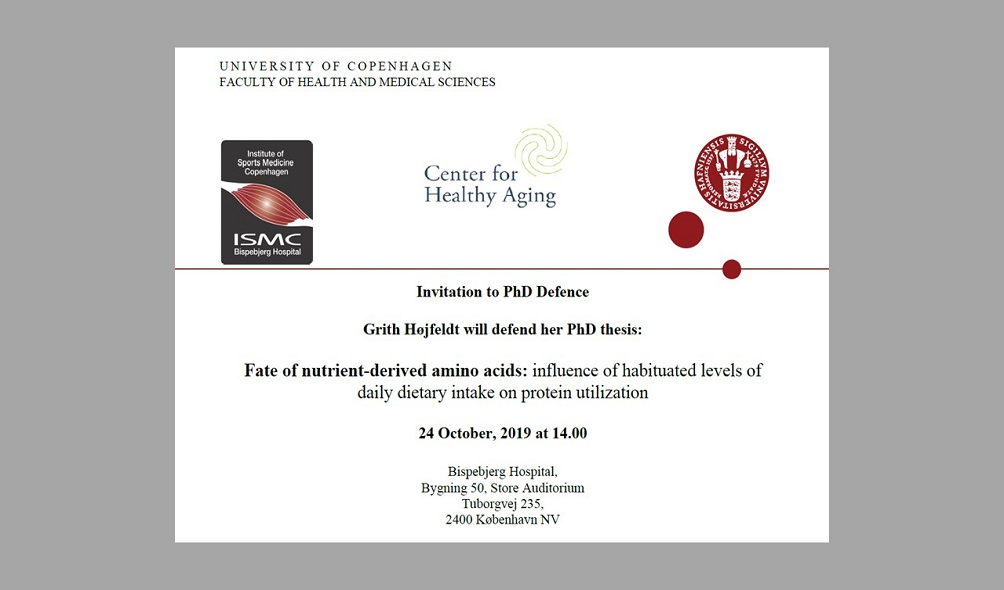 UNIVERSITY OF COPENHAGEN
FACULTY OF HEALTH AND MEDICAL SCIENCES
Institute of
Sports Medicine
Copenhagen
ISMC
Bispebjerg Hospital
Center for
Healthy Aging
SIGILLVM VNIVERSITATIS HAFNIENSIS
Invitation to PhD Defence
Grith Højfeldt will defend her PhD thesis:
Fate of nutrient-derived amino acids: influence of habituated levels of
daily dietary intake on protein utilization
24 October, 2019 at 14.00
Bispebjerg Hospital,
Bygning 50, Store Auditorium
Tuborgvej 235,
2400 København NV